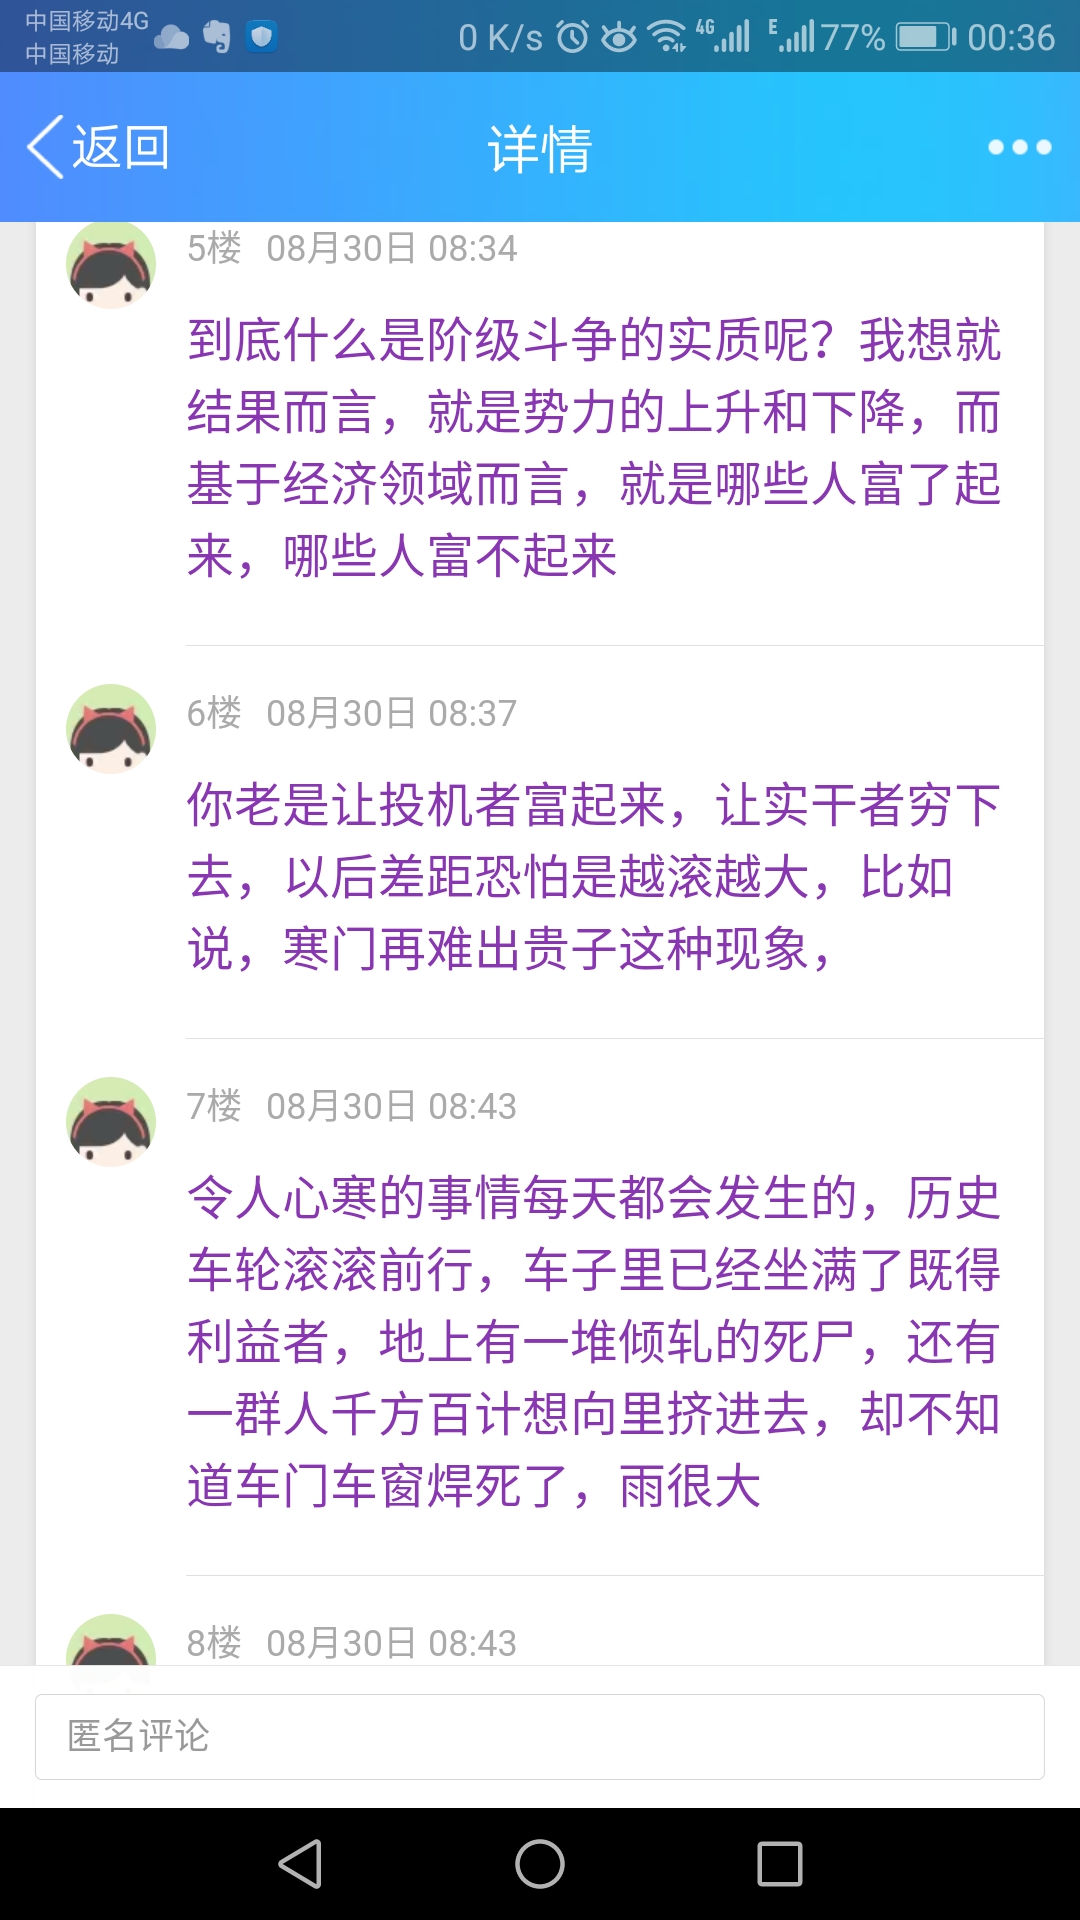 中国移动4G
中国移动
0 K/s 4G E 77% 00:36
返回 详情
5楼 08月30日 08:34
到底什么是阶级斗争的实质呢？我想就
结果而言，就是势力的上升和下降，而
基于经济领域而言，就是哪些人富了起
来，哪些人富不起来
6楼 08月30日 08:37
你老是让投机者富起来，让实干者穷下
去，以后差距恐怕是越滚越大，比如
说，寒门再难出贵子这种现象，
7楼 08月30日 08:43
令人心寒的事情每天都会发生的，历史
车轮滚滚前行，车子里已经坐满了既得
利益者，地上有一堆倾轧的死尸，还有
一群人千方百计想向里挤进去，却不知
道车门车窗焊死了，雨很大
8楼 08月30日 08:43
匿名评论